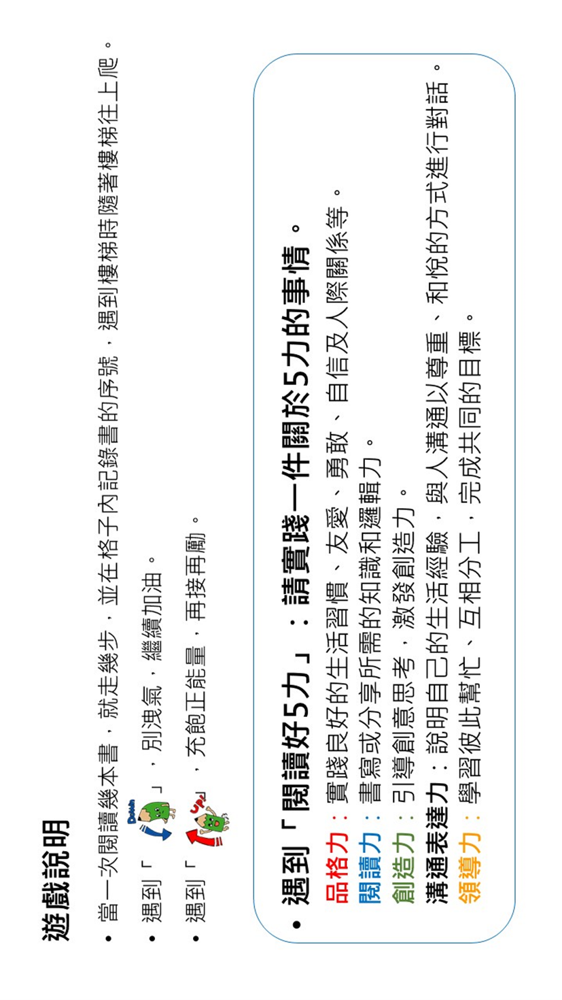 遊戲說明
• 當一次閱讀幾本書，就走幾步，並在格子內記錄書的序號，遇到樓梯時隨著樓梯往上爬。
• 遇到「Down」，別洩氣，繼續加油。
• 遇到「UP!」，充飽正能量，再接再勵。
• 遇到「閱讀好5力」：請實踐一件關於5力的事情。
品格力：實踐良好的生活習慣、友愛、勇敢、自信及人際關係等。
閱讀力：書寫或分享所需的知識和邏輯力。
創造力：引導創意思考，激發創造力。
溝通表達力：說明自己的生活經驗，與人溝通以尊重、和悅的方式進行對話。
領導力：學習彼此幫忙、互相分工，完成共同的目標。